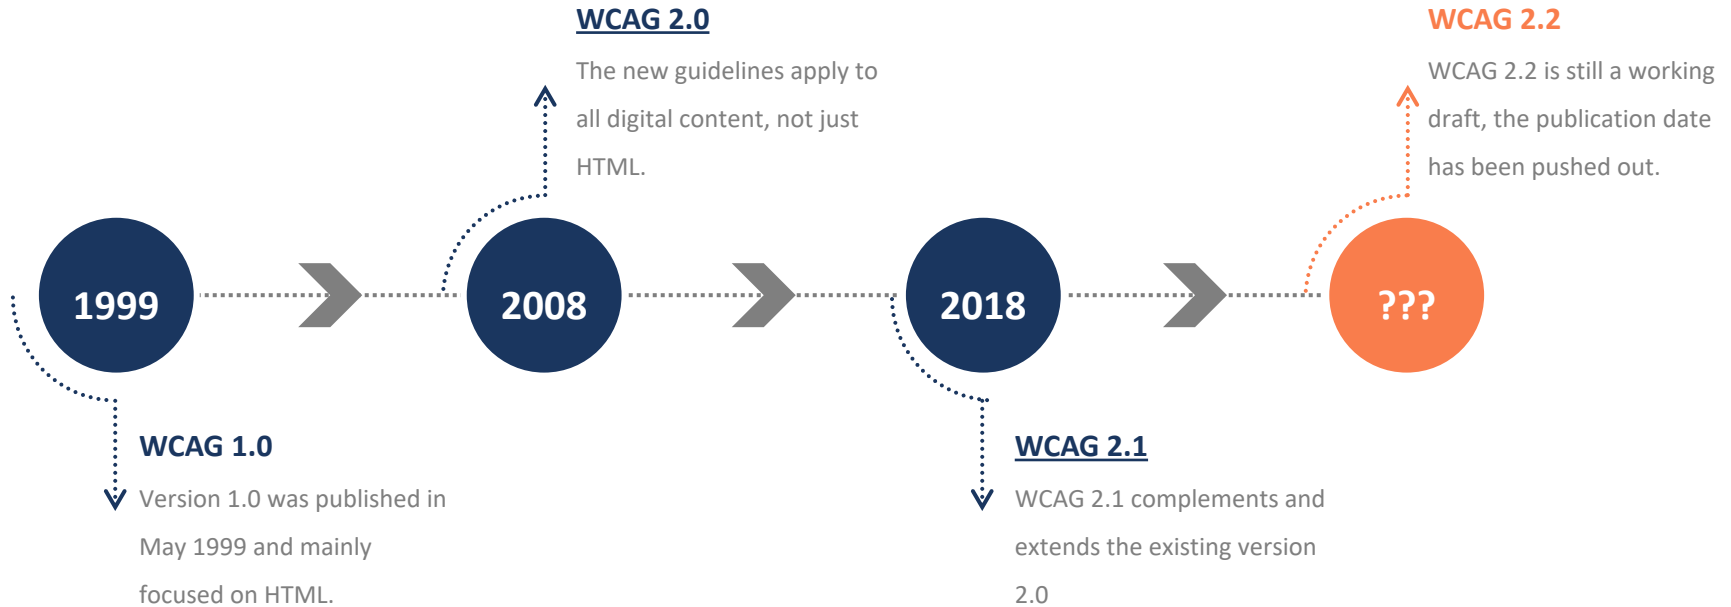 WCAG 2.0
The new guidelines apply to
all digital content, not just
HTML.
WCAG 2.2
WCAG 2.2 is still a working
draft, the publication date
has been pushed out.
1999
2008
2018
???
WCAG 1.0
Version 1.0 was published in
May 1999 and mainly
focused on HTML.
WCAG 2.1
WCAG 2.1 complements and
extends the existing version
2.0